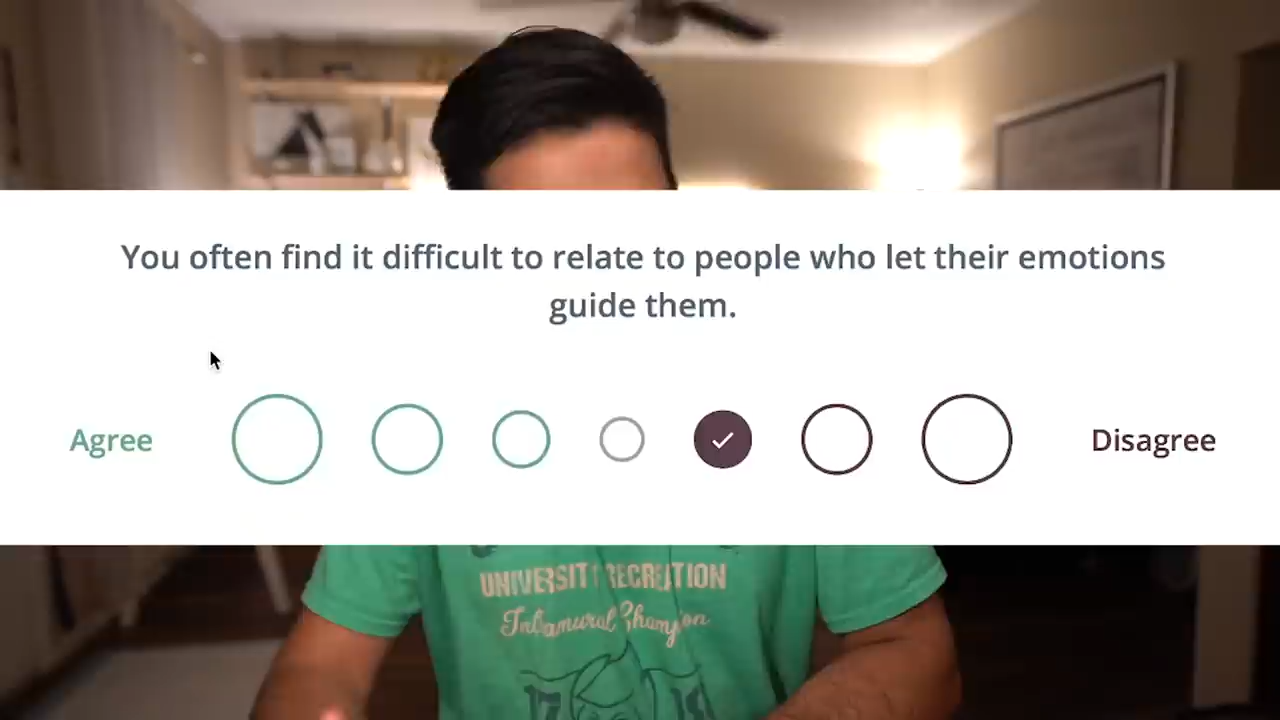 You often find it difficult to relate to people who let their emotions
guide them.
Agree
Disagree
UNIVERSITY RECREATION
Intramural Champion